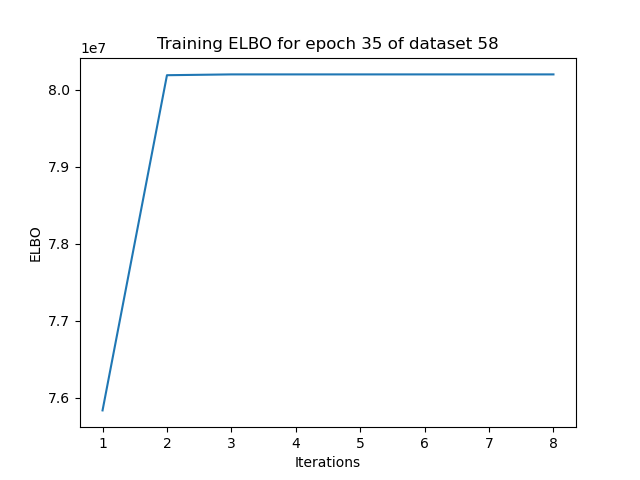 Training ELBO for epoch 35 of dataset 58
1e7
8.0
7.9
7.8
7.7
7.6
ELBO
1 2 3 4 5 6 7 8
Iterations